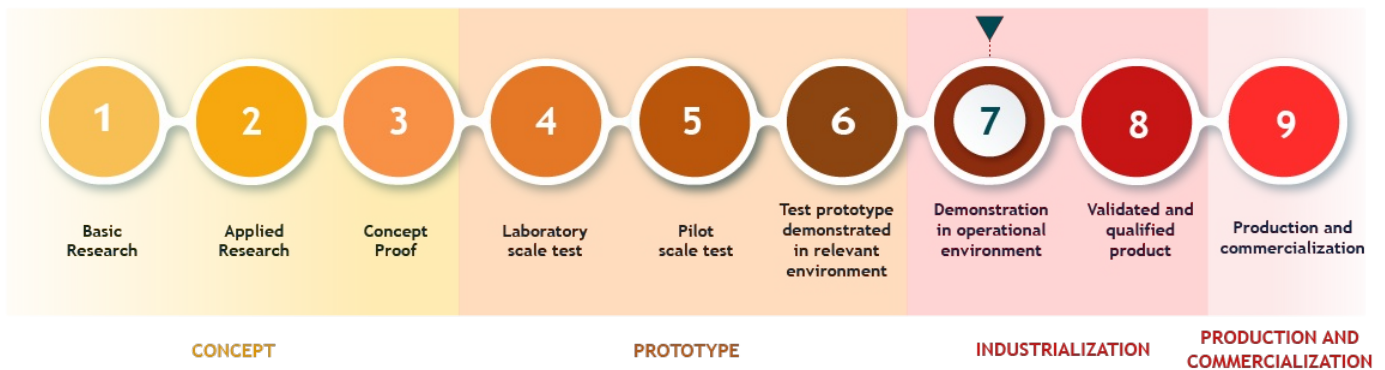 1
2
3
4
5
6
7
8
9
Basic
Research
Applied
Research
Concept
Proof
Laboratory
scale test
Pilot
scale test
Test prototype
demonstrated
in relevant
environment
Demonstration
in operational
environment
Validated and
qualified
product
Production and
commercialization
CONCEPT
PROTOTYPE
INDUSTRIALIZATION
PRODUCTION AND
COMMERCIALIZATION